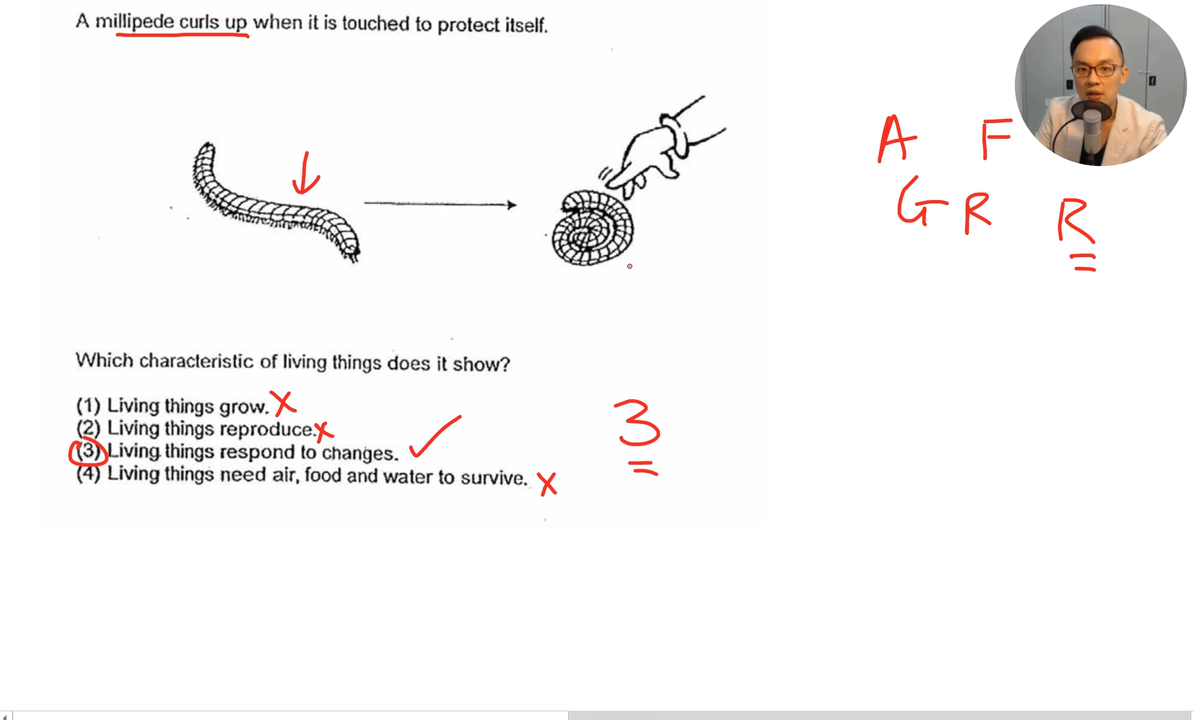 A millipede curls up when it is touched to protect itself.
A F
G R R
Which characteristic of living things does it show?
(1) Living things grow. X
(2) Living things reproduce. X
(3) Living things respond to changes. ✓
(4) Living things need air, food and water to survive. X
3